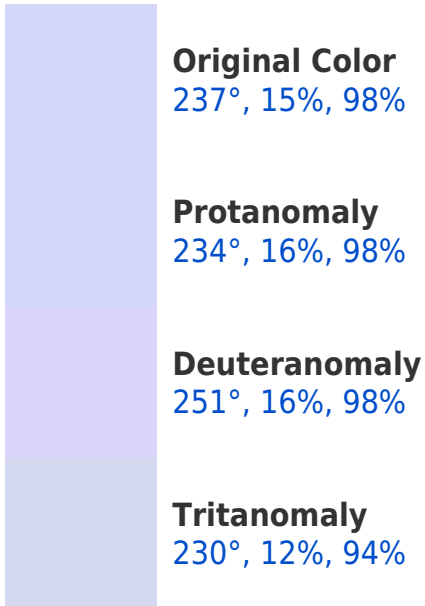 Original Color
237°, 15%, 98%
Protanomaly
234°, 16%, 98%
Deuteranomaly
251°, 16%, 98%
Tritanomaly
230°, 12%, 94%